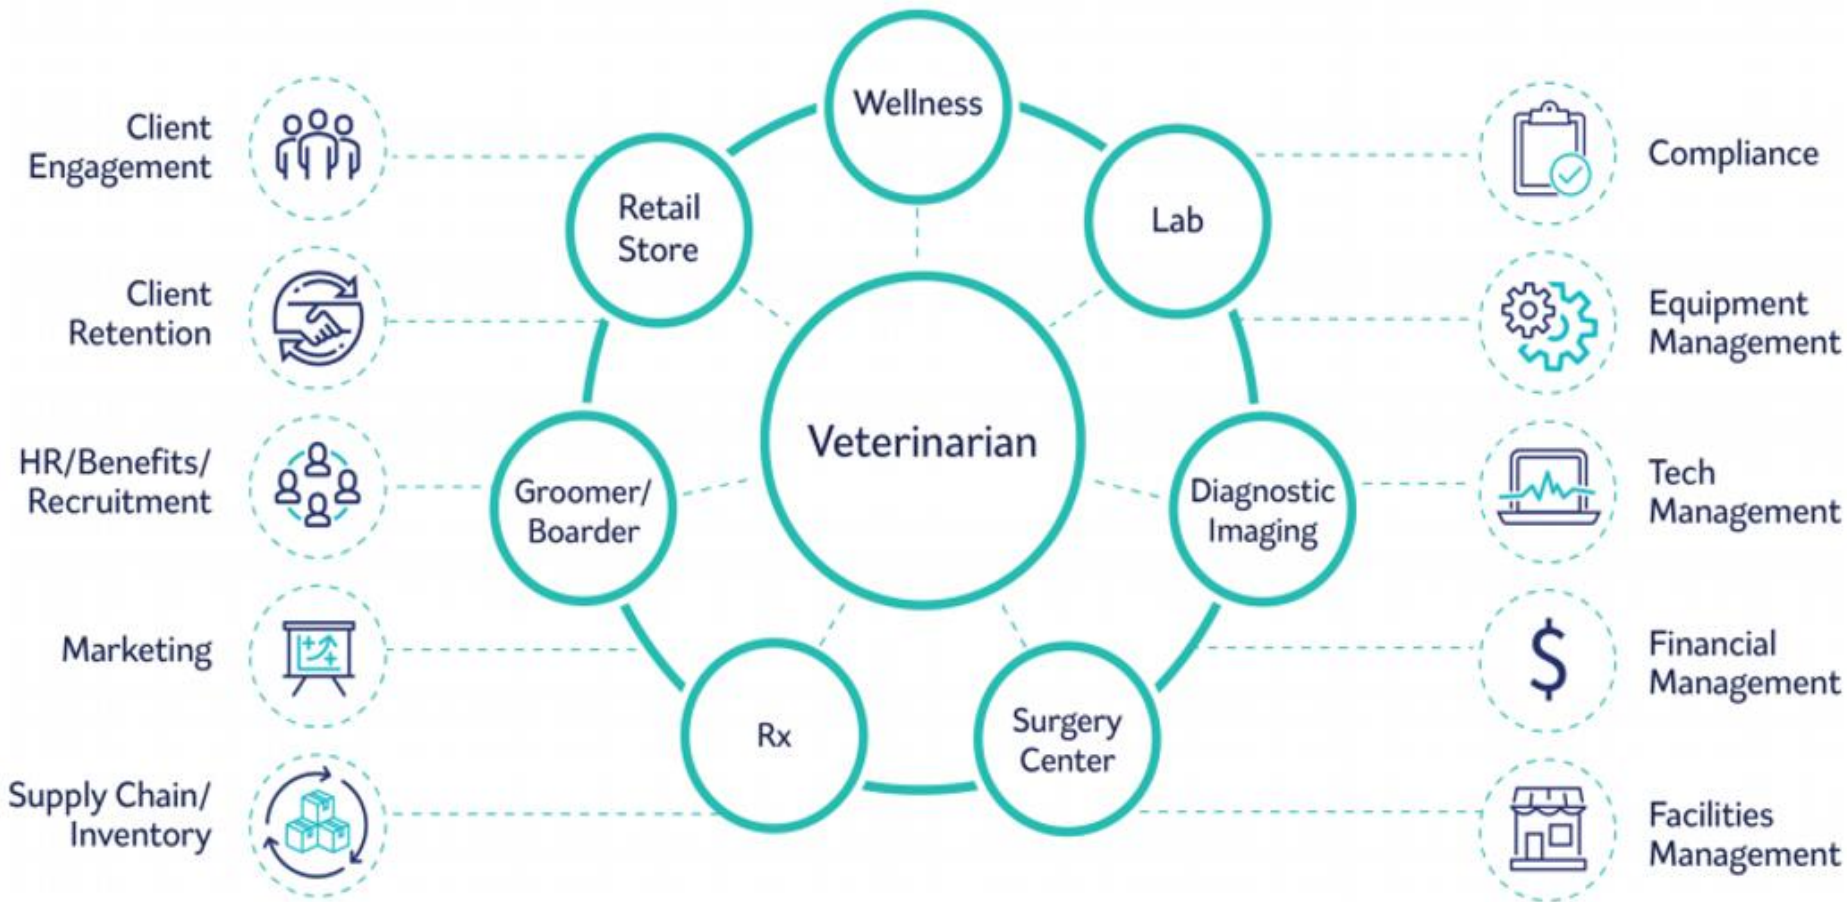 Client
Engagement
Client
Retention
HR/Benefits/
Recruitment
Marketing
Supply Chain/
Inventory
Wellness
Retail
Store
Lab
Veterinarian
Groomer/
Boarder
Diagnostic
Imaging
Rx
Surgery
Center
Compliance
Equipment
Management
Tech
Management
$
Financial
Management
Facilities
Management